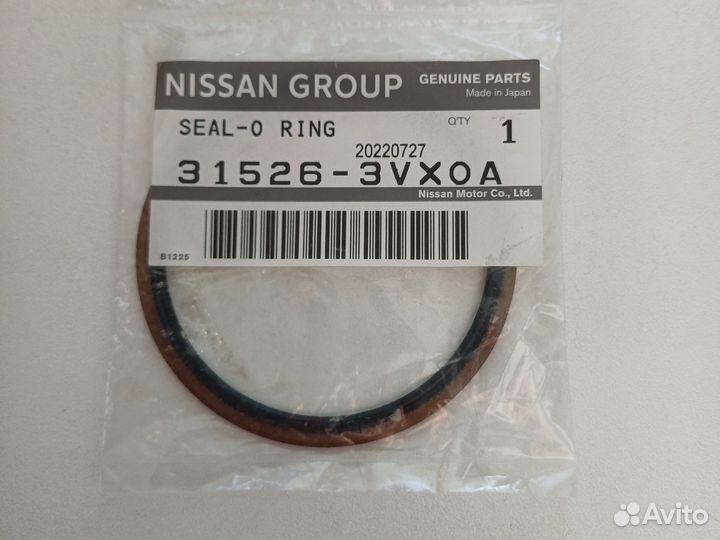 NISSAN GROUP
GENUINE PARTS
Made in Japan
SEAL-O RING
Q'TY
1
20220727
31526-3VX0A
Nissan Motor Co., Ltd.
B1225
Avito